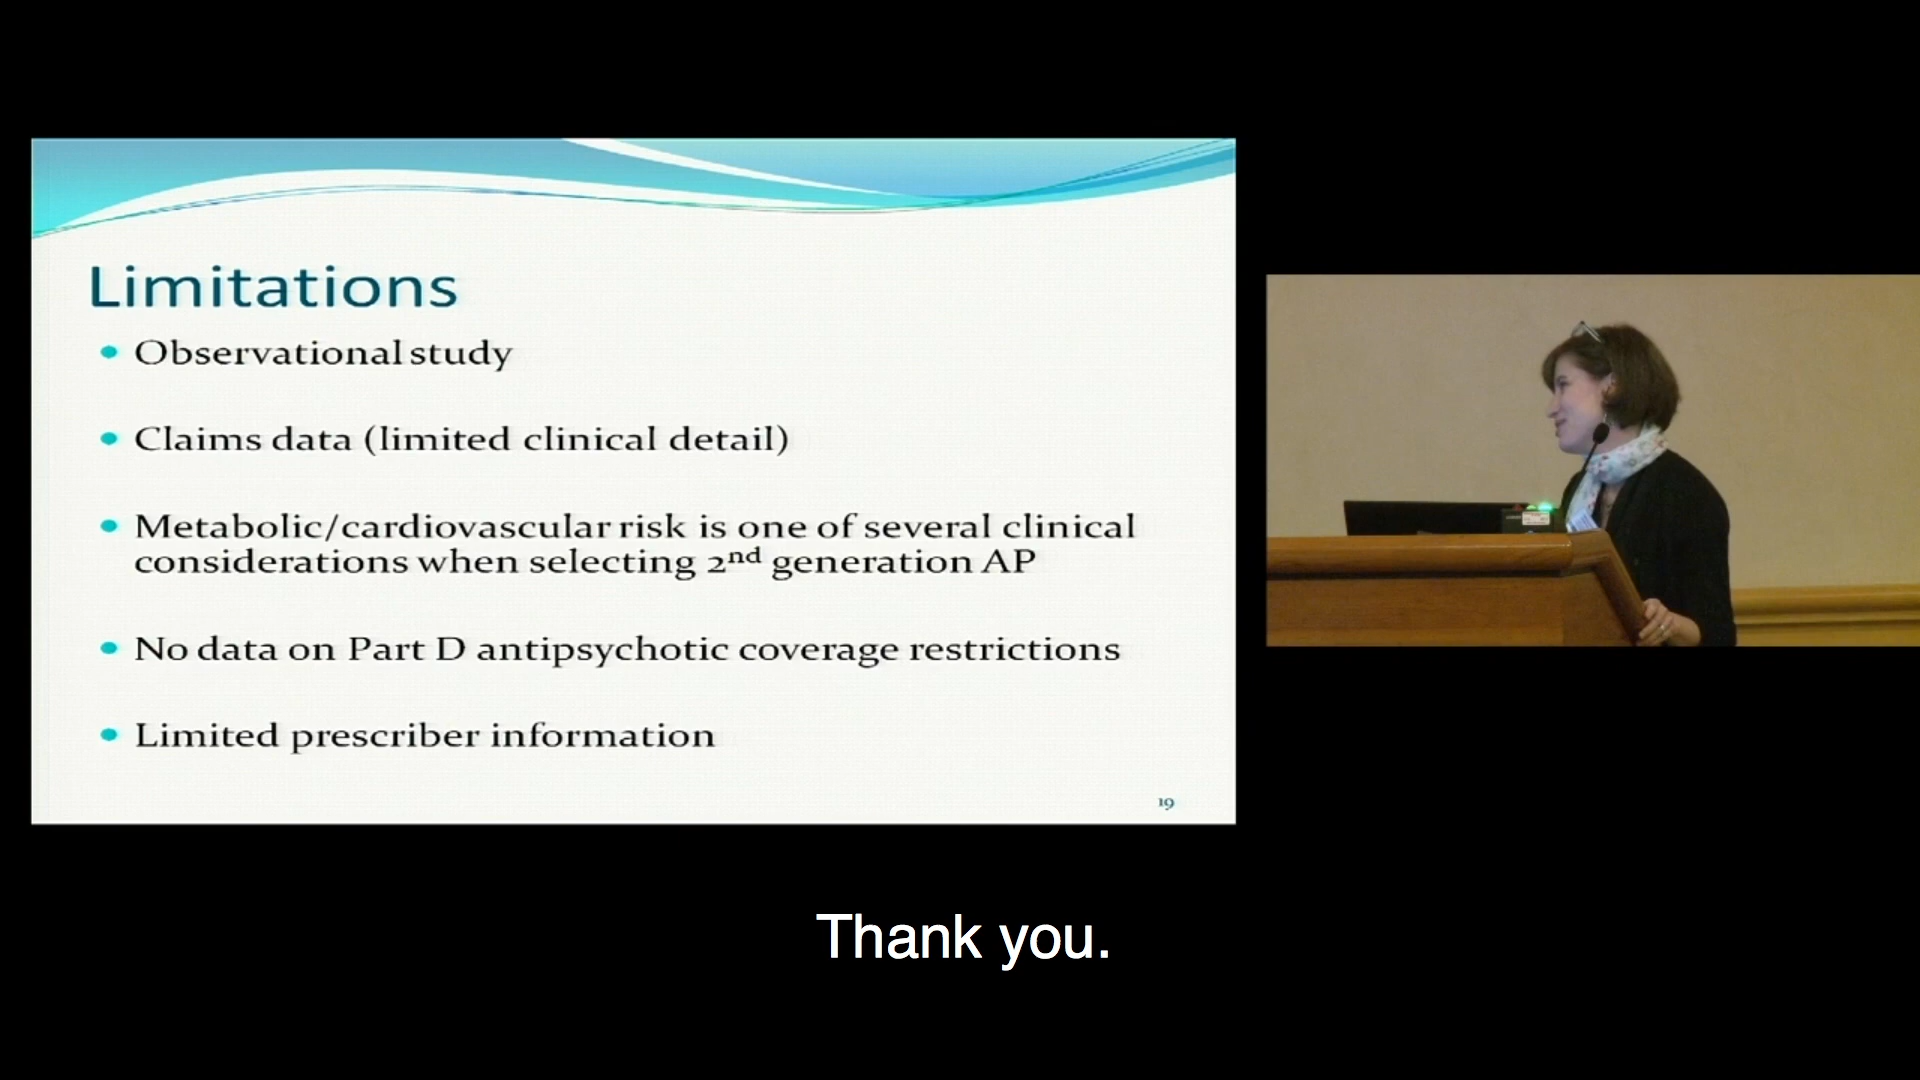 Limitations
Observational study
Claims data (limited clinical detail)
Metabolic/cardiovascular risk is one of several clinical
considerations when selecting 2nd generation AP
No data on Part D antipsychotic coverage restrictions
Limited prescriber information
19
Thank you.